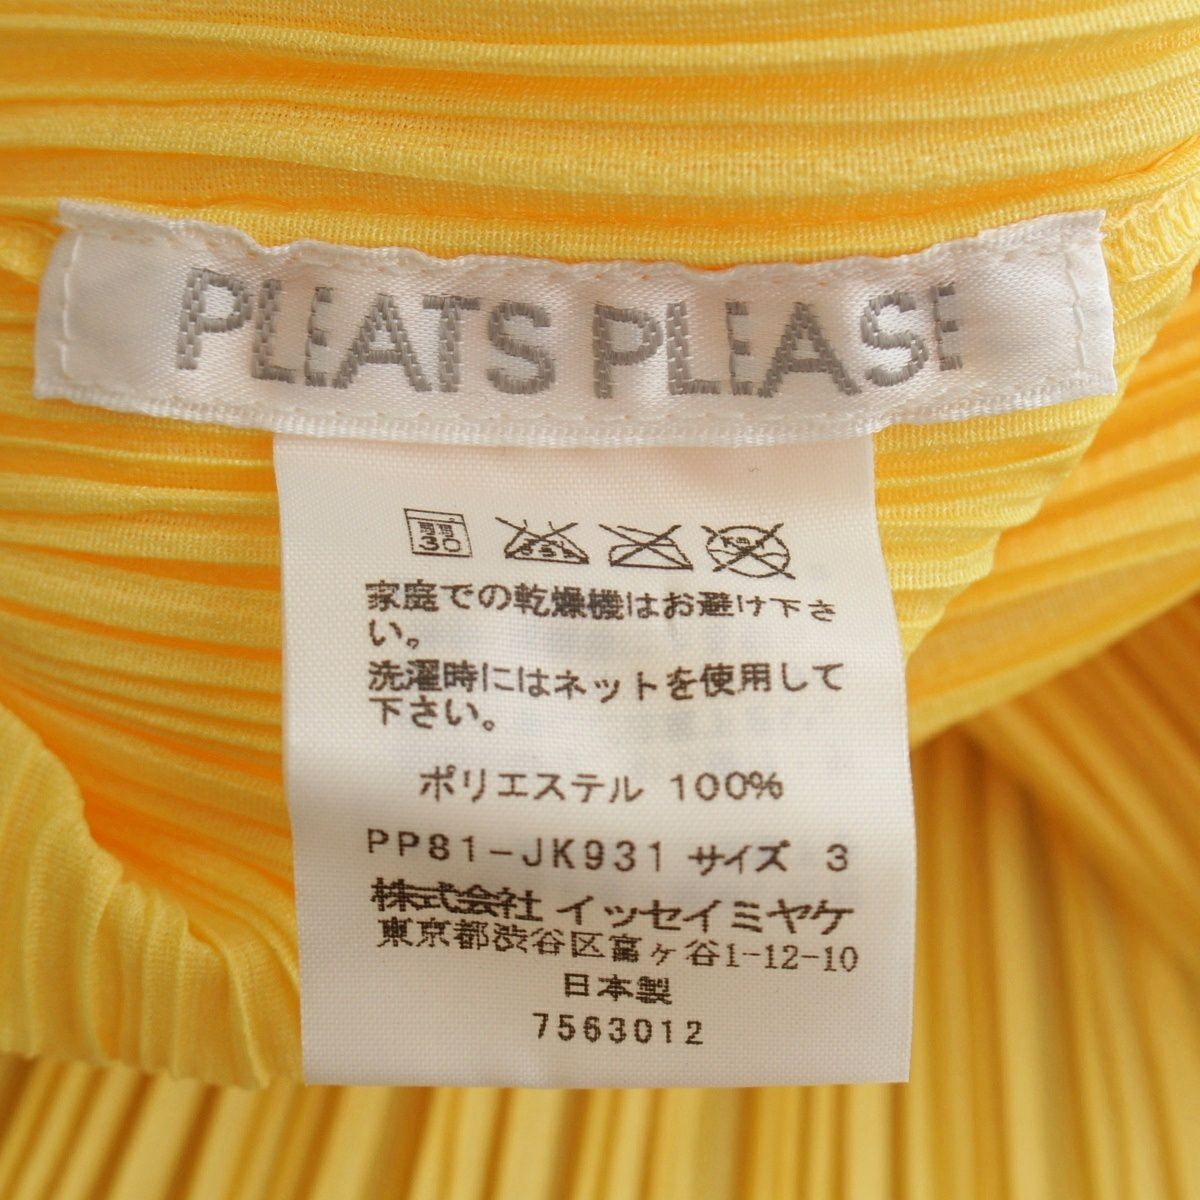 PLEATS PLEASE
30
家庭での乾燥機はお避け下さ
い。
洗濯時にはネットを使用して
下さい。
ポリエステル 100%
PP81-JK931 サイズ 3
株式会社 イッセイミヤケ
東京都渋谷区富ヶ谷1-12-10
日本製
7563012